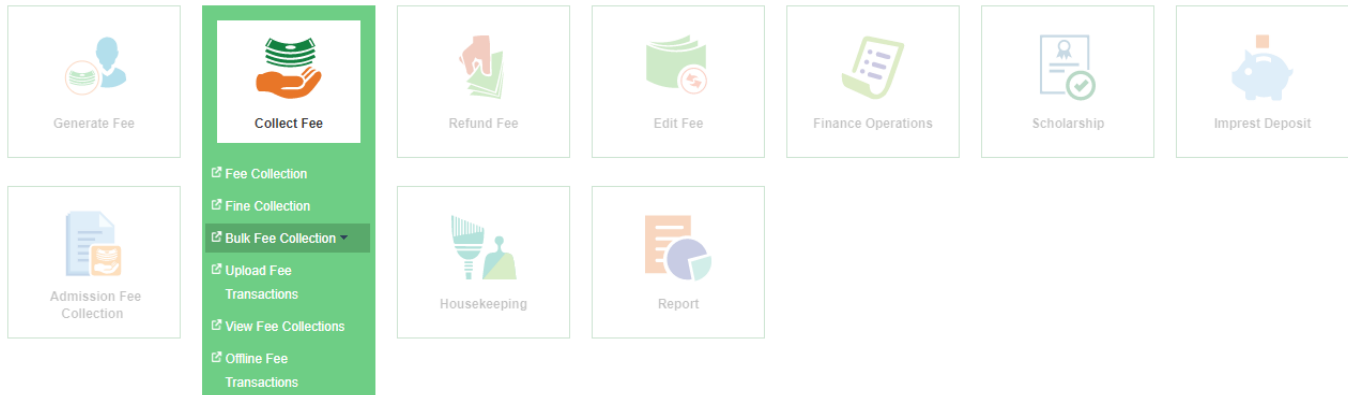 Generate Fee
Collect Fee
Refund Fee
Edit Fee
Finance Operations
Scholarship
Imprest Deposit
Fee Collection
Fine Collection
Bulk Fee Collection
Upload Fee
Transactions
View Fee Collections
Offline Fee
Transactions
Admission Fee
Collection
Housekeeping
Report